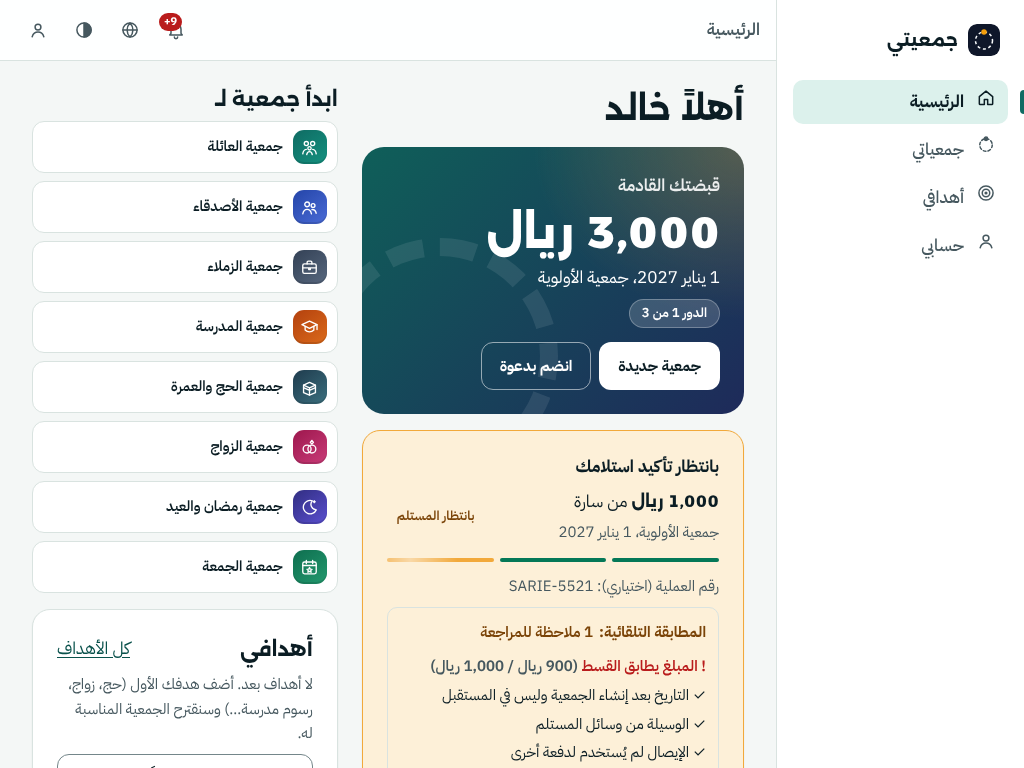 جمعيتي
الرئيسية
جمعياتي
أهدافي
حسابي
الرئيسية
+9
أهلاً خالد
قبضتك القادمة
3,000 ريال
1 يناير 2027، جمعية الأولوية
الدور 1 من 3
جمعية جديدة
انضم بدعوة
بانتظار تأكيد استلامك
1,000 ريال من سارة
جمعية الأولوية، 1 يناير 2027
بانتظار المستلم
رقم العملية (اختياري): SARIE-5521
المطابقة التلقائية: 1 ملاحظة للمراجعة
! المبلغ يطابق القسط (900 ريال / 1,000 ريال)
✓ التاريخ بعد إنشاء الجمعية وليس في المستقبل
✓ الوسيلة من وسائل المستلم
✓ الإيصال لم يُستخدم لدفعة أخرى
ابدأ جمعية لـ
جمعية العائلة
جمعية الأصدقاء
جمعية الزملاء
جمعية المدرسة
جمعية الحج والعمرة
جمعية الزواج
جمعية رمضان والعيد
جمعية الجمعة
أهدافي
كل الأهداف
لا أهداف بعد. أضف هدفك الأول (حج، زواج،
رسوم مدرسة...) وسنقترح الجمعية المناسبة
له.